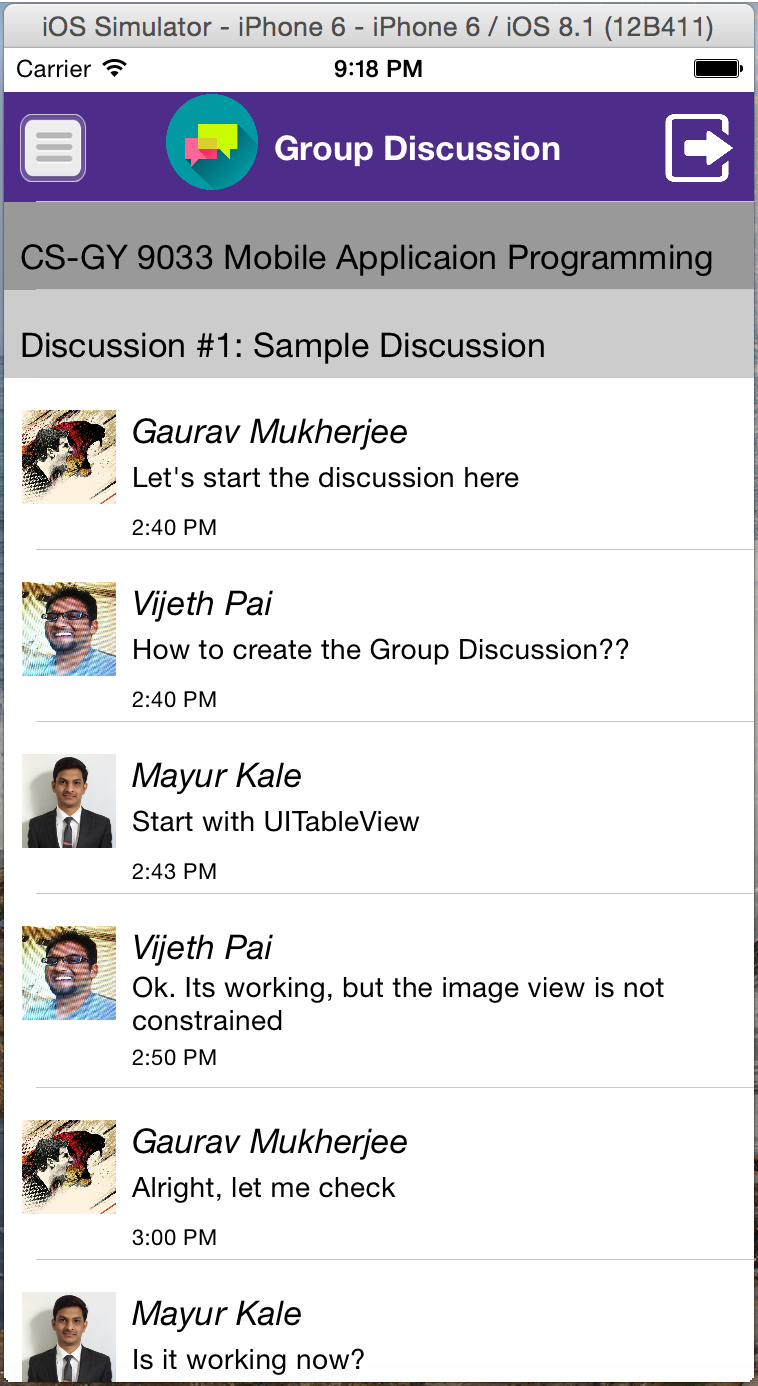 iOS Simulator - iPhone 6 - iPhone 6 / iOS 8.1 (12B411)
Carrier 9:18 PM
Group Discussion
CS-GY 9033 Mobile Applicaion Programming
Discussion #1: Sample Discussion
Gaurav Mukherjee
Let's start the discussion here
2:40 PM
Vijeth Pai
How to create the Group Discussion??
2:40 PM
Mayur Kale
Start with UITableView
2:43 PM
Vijeth Pai
Ok. Its working, but the image view is not
constrained
2:50 PM
Gaurav Mukherjee
Alright, let me check
3:00 PM
Mayur Kale
Is it working now?